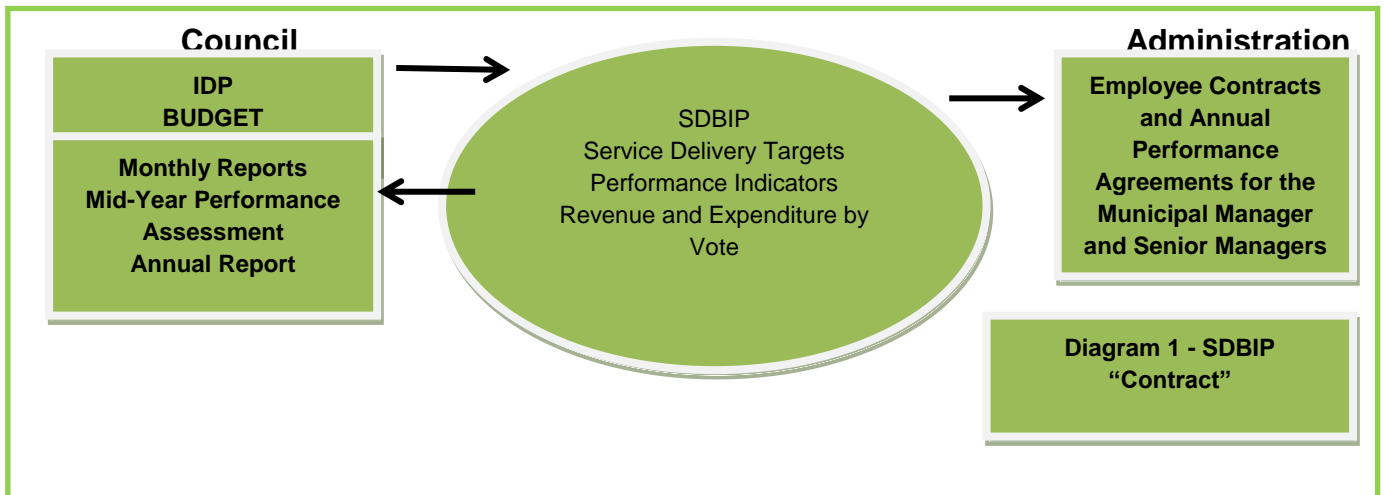 Council
IDP
BUDGET
Monthly Reports
Mid-Year Performance
Assessment
Annual Report
SDBIP
Service Delivery Targets
Performance Indicators
Revenue and Expenditure by
Vote
Administration
Employee Contracts
and Annual
Performance
Agreements for the
Municipal Manager
and Senior Managers
Diagram 1 - SDBIP
“Contract”